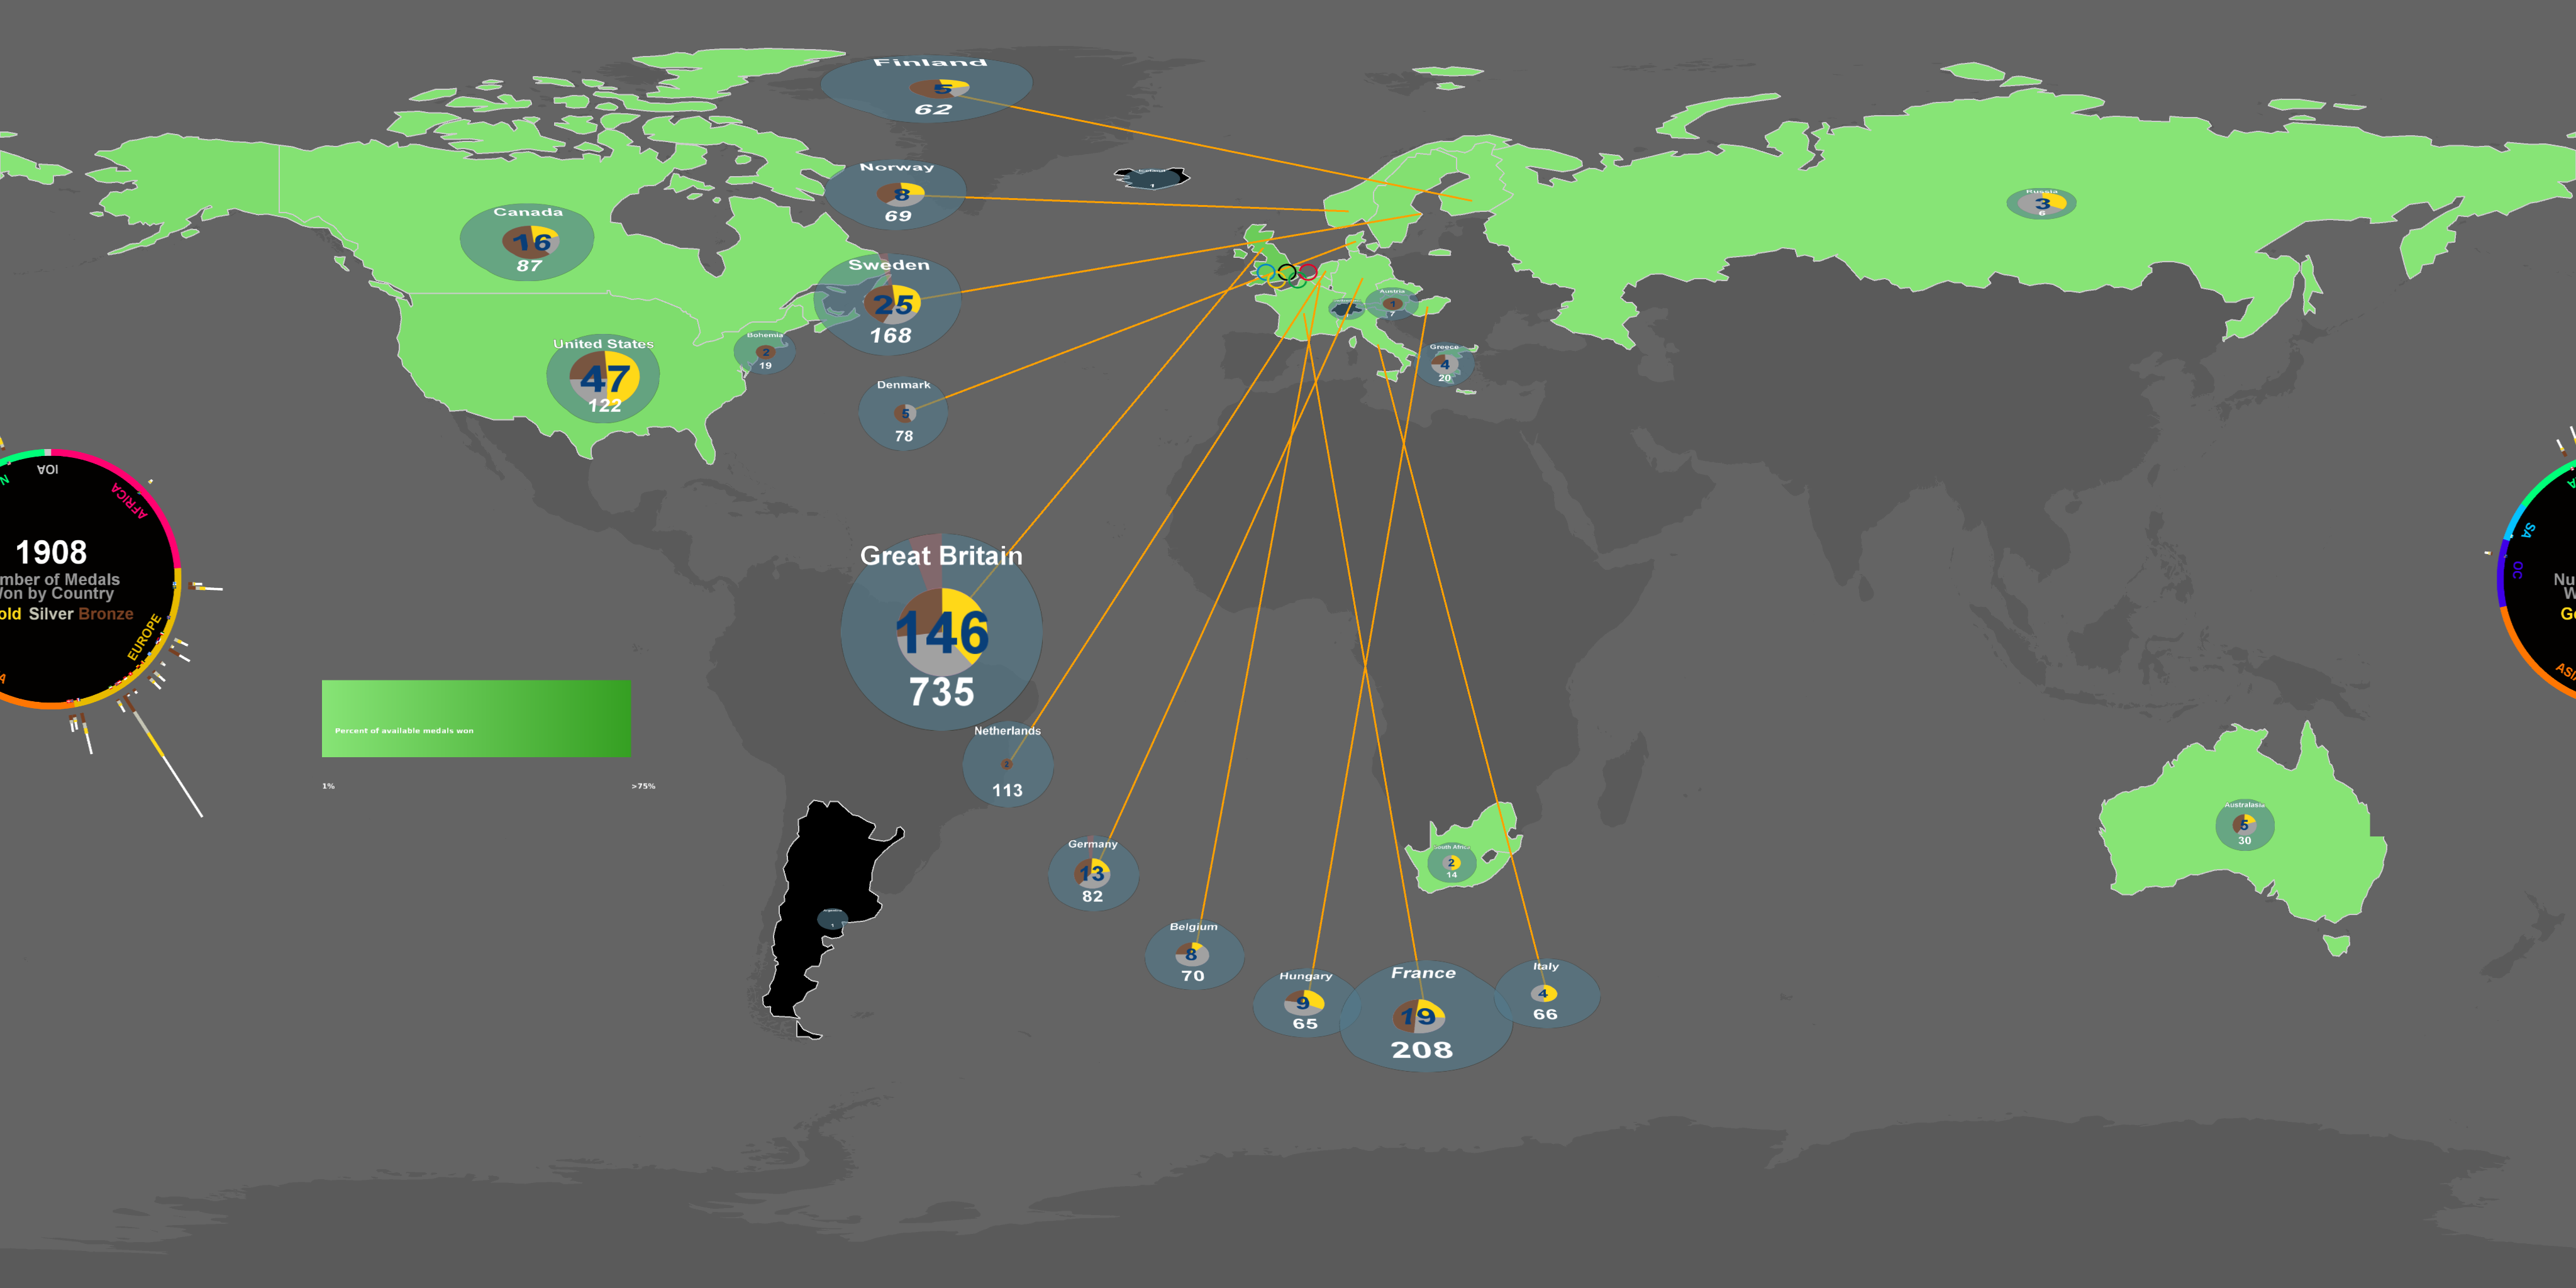 Finland
5
62
Norway
8
69
Iceland
1
Russia
3
6
Canada
16
87
Sweden
25
168
Austria
1
7
Bohemia
2
19
United States
47
122
Greece
4
20
Denmark
5
78
IOA
AFRICA
N
1908
mber of Medals
Von by Country
old Silver Bronze
EUROPE
A
A
SA
OC
Nu
W
Go
ASI
Great Britain
146
735
Percent of available medals won
1%
>75%
Netherlands
2
113
Australasia
5
30
Germany
13
82
South Africa
2
14
Belgium
8
70
Hungary
9
65
France
19
208
Italy
4
66